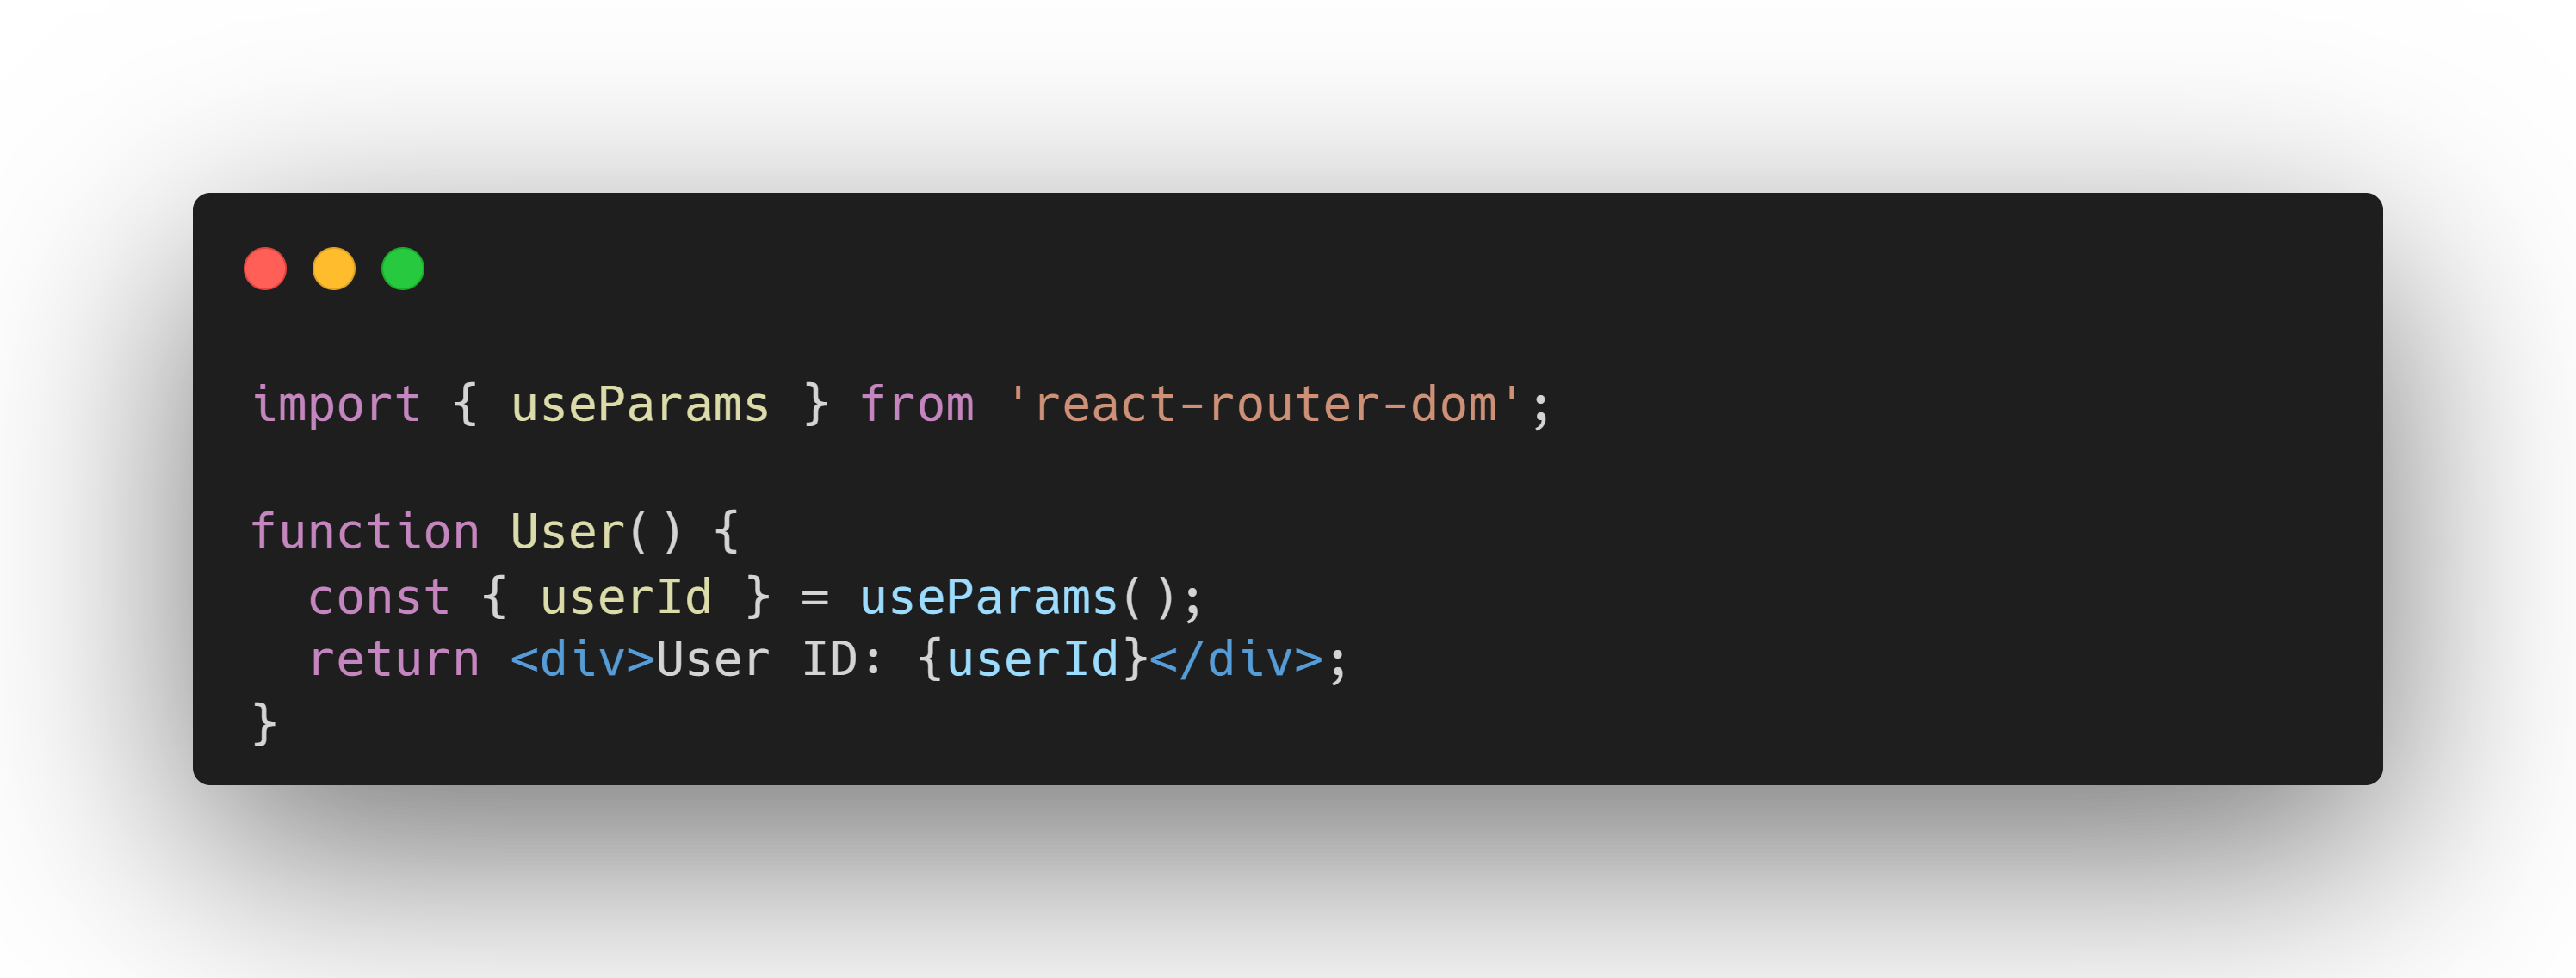 import { useParams } from 'react-router-dom';

function User() {
  const { userId } = useParams();
  return <div>User ID: {userId}</div>;
}